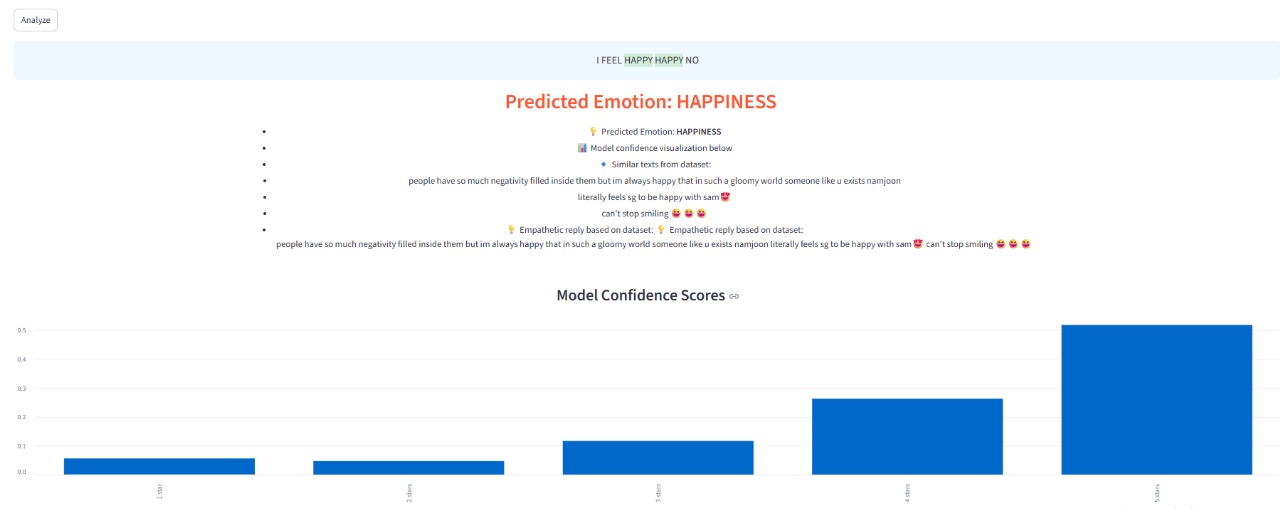 Analyze
I FEEL HAPPY HAPPY NO
Predicted Emotion: HAPPINESS
• 💡 Predicted Emotion: HAPPINESS
• 📊 Model confidence visualization below
• 🔹 Similar texts from dataset:
• people have so much negativity filled inside them but im always happy that in such a gloomy world someone like u exists namjoon
• literally feels sg to be happy with sam
• can't stop smiling
• 💡 Empathetic reply based on dataset: 💡 Empathetic reply based on dataset:
people have so much negativity filled inside them but im always happy that in such a gloomy world someone like u exists namjoon literally feels sg to be happy with sam can't stop smiling
Model Confidence Scores
0.5
0.4
0.3
0.2
0.1
0.0
1 star
2 stars
3 stars
4 stars
5 stars